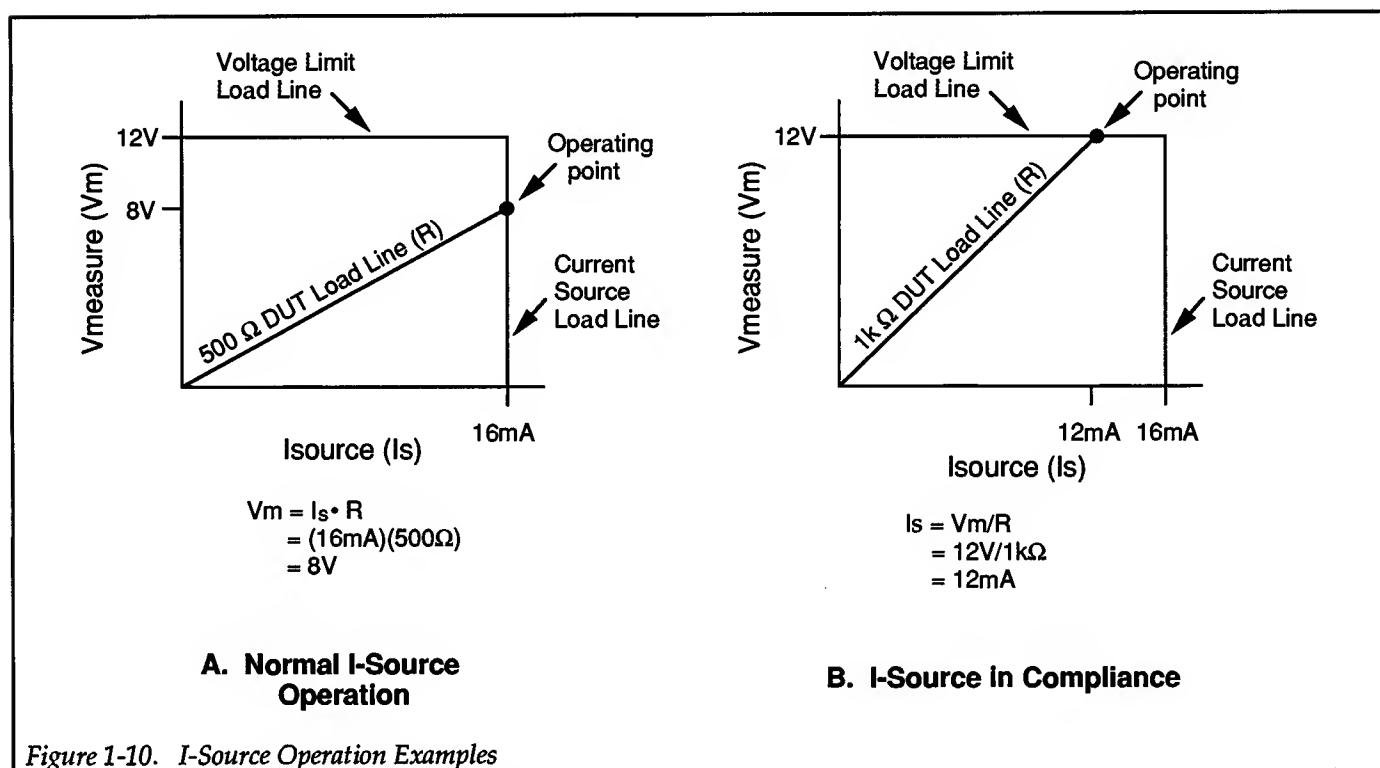 Voltage Limit
Load Line
12V
Operating
point
8V
Vmeasure (Vm)
500 Ω DUT Load Line (R)
Current
Source
Load Line
16mA
Isource (Is)
Vm = Is• R
= (16mA)(500Ω)
= 8V
A. Normal I-Source
Operation
Voltage Limit
Load Line
Operating
point
12V
Vmeasure (Vm)
1k Ω DUT Load Line (R)
Current
Source
Load Line
12mA 16mA
Isource (Is)
Is = Vm/R
= 12V/1kΩ
= 12mA
B. I-Source in Compliance
Figure 1-10. I-Source Operation Examples